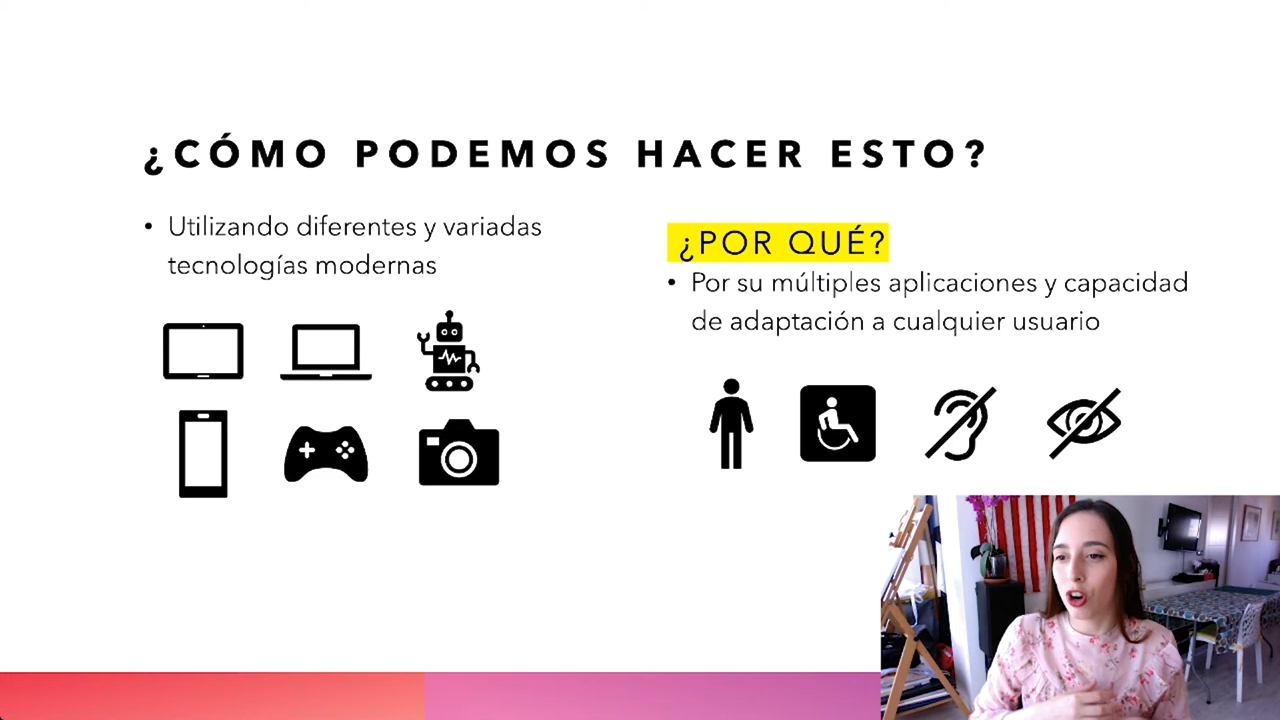 ¿CÓMO PODEMOS HACER ESTO?
• Utilizando diferentes y variadas
tecnologías modernas
¿POR QUÉ?
• Por su múltiples aplicaciones y capacidad
de adaptación a cualquier usuario